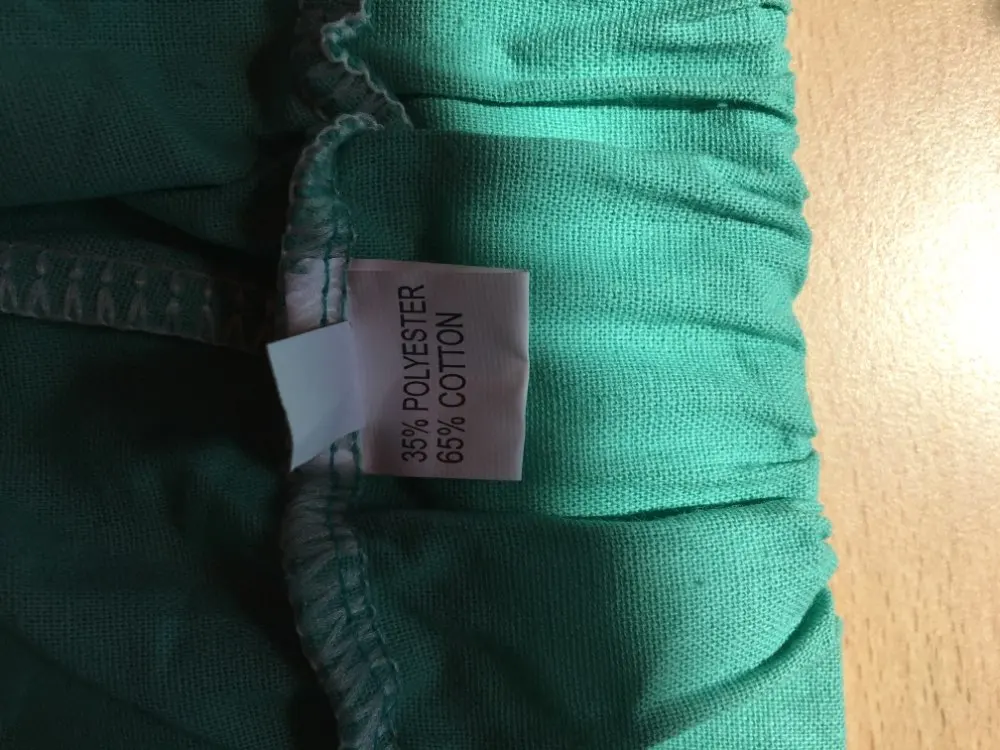 35% POLYESTER
65% COTTON